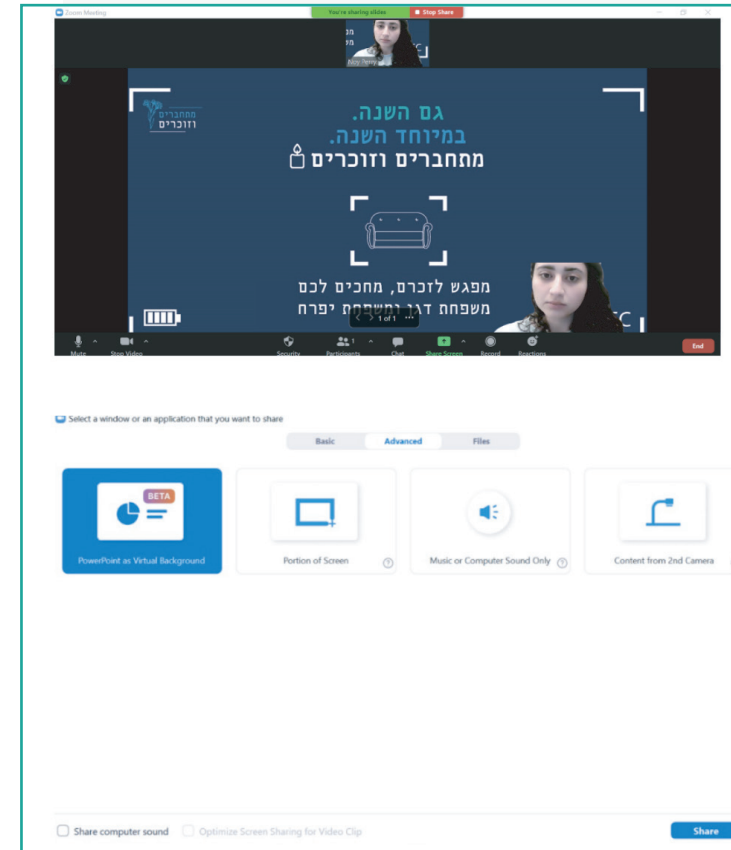 Zoom Meeting
You're sharing slides
Stop Share
מתחברים
וזוכרים
גם השנה.
במיוחד השנה.
מתחברים וזוכרים
מפגש לזכרם, מחכים לכם
משפחת דגן ומשפחת יפרח
1 of 1
Mute
Stop Video
Security
Participants
1
Chat
Share Screen
Record
Reactions
End
Select a window or an application that you want to share
Basic
Advanced
Files
BETA
PowerPoint as Virtual Background
Portion of Screen
Music or Computer Sound Only
Content from 2nd Camera
Share computer sound
Optimize Screen Sharing for Video Clip
Share